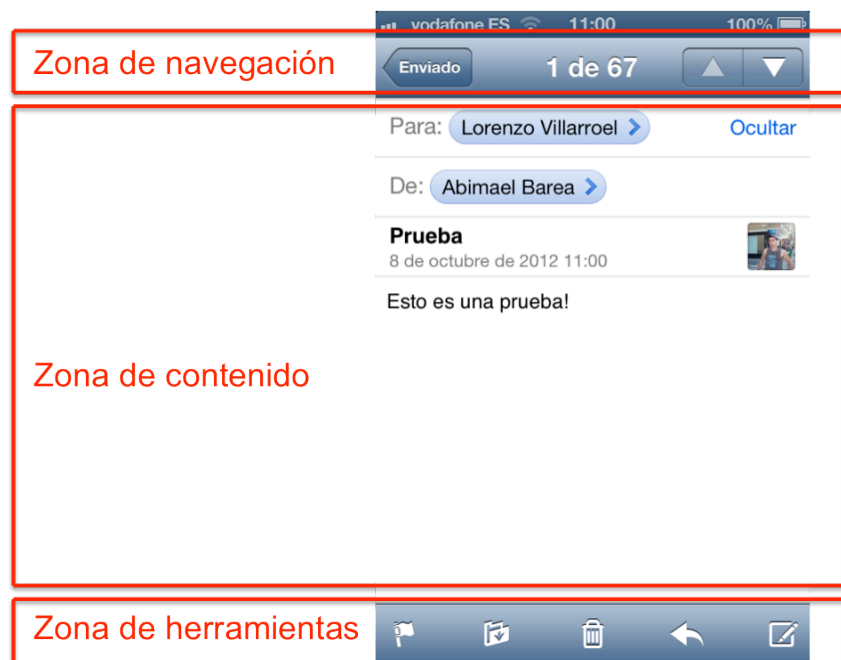 vodafone ES 11:00 100%
Zona de navegación
Enviado 1 de 67
Para: Lorenzo Villarroel Ocultar
De: Abimael Barea
Prueba
8 de octubre de 2012 11:00
Esto es una prueba!
Zona de contenido
Zona de herramientas